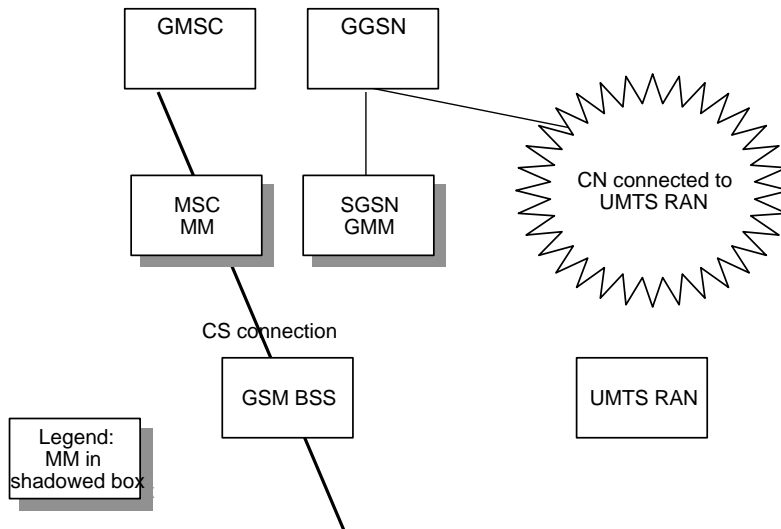 GMSC
GGSN
MSC
MM
SGSN
GMM
CN connected to
UMTS RAN
CS connection
GSM BSS
UMTS RAN
Legend:
MM in
shadowed box